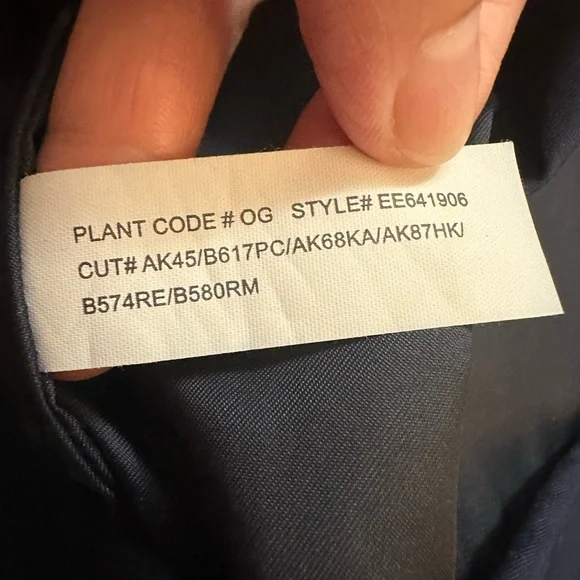 PLANT CODE # OG STYLE# EE641906
CUT# AK45/B617PC/AK68KA/AK87HK/
B574RE/B580RM